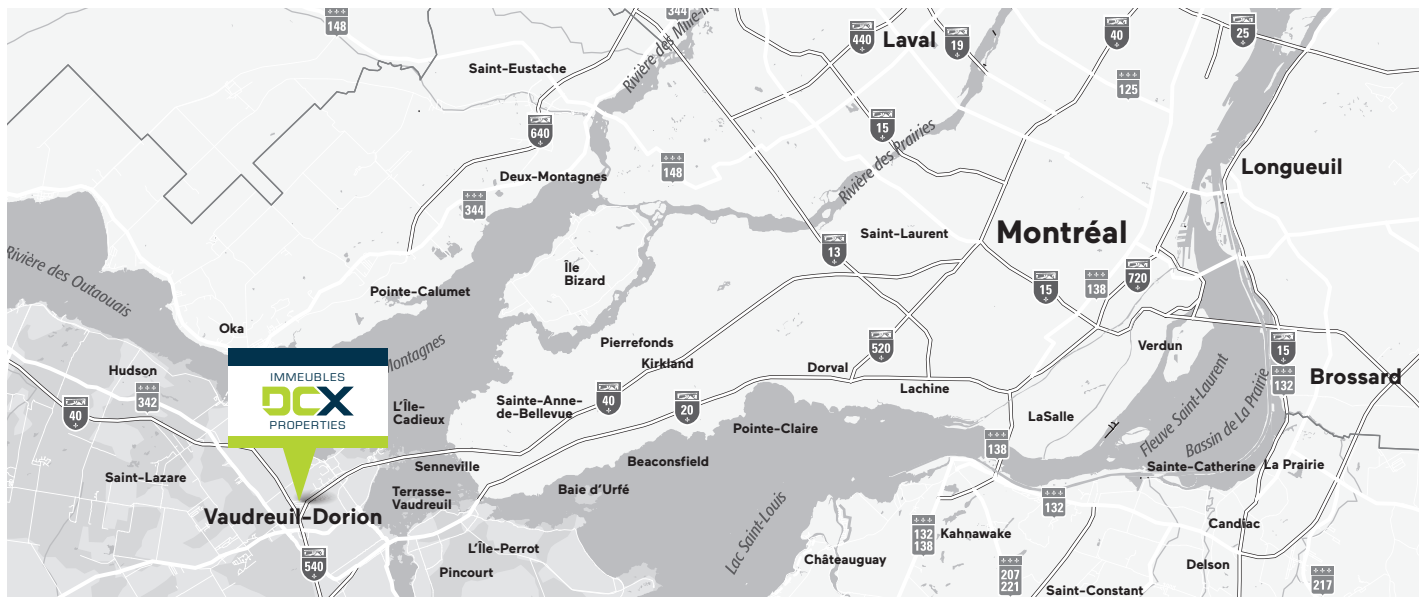 148
344
Rivière des Mille-
440
Laval
19
40
25
Saint-Eustache
640
125
15
Rivière des Prairies
148
Longueuil
Deux-Montagnes
344
Saint-Laurent
Montréal
13
Rivière des Outaouais
Île
Bizard
15
138
720
Pointe-Calumet
Oka
Montagnes
Pierrefonds
Kirkland
520
Verdun
15
132
Brossard
Hudson
342
40
IMMEUBLES
DCX
PROPERTIES
L'Île-
Cadieux
Sainte-Anne-
de-Bellevue
40
20
Dorval
Lachine
LaSalle
Fleuve Saint-Laurent
Bassin de La Prairie
Pointe-Claire
138
Saint-Lazare
Senneville
Beaconsfield
Sainte-Catherine
La Prairie
Terrasse-
Vaudreuil
Baie d'Urfé
Vaudreuil-Dorion
Lac Saint-Louis
132
Candiac
540
L'Île-Perrot
Pincourt
Châteauguay
132
138
Kahnawake
207
221
Saint-Constant
Delson
217